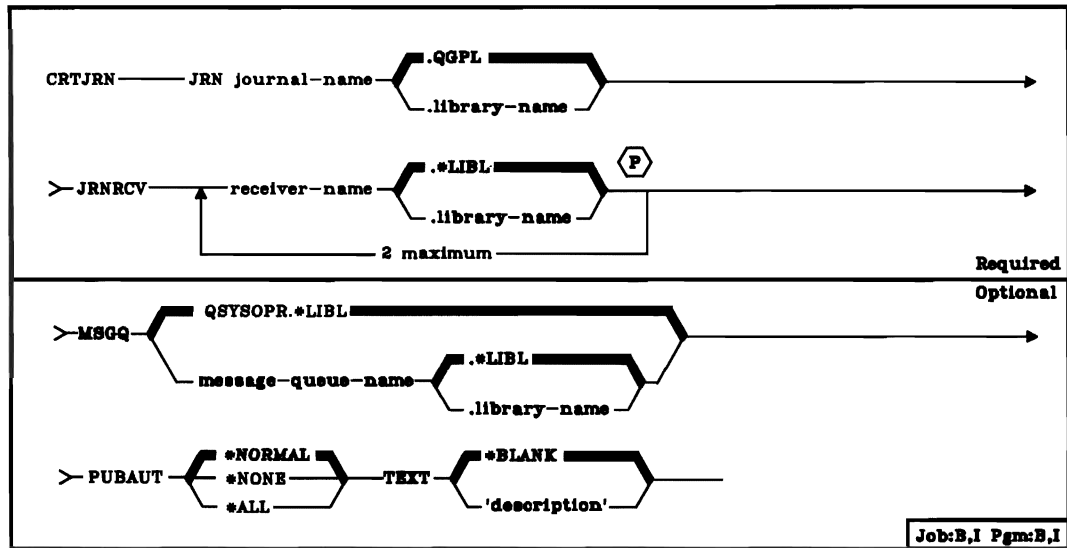 .QGPL
CRTJRN JRN journal-name
.library-name
P
.*LIBL
JRNRCV receiver-name
.library-name
2 maximum
Required
Optional
QSYSOPR.*LIBL
MSGQ
.*LIBL
message-queue-name
.library-name
*NORMAL *BLANK
PUBAUT *NONE TEXT
*ALL 'description'
Job:B,I Pgm:B,I